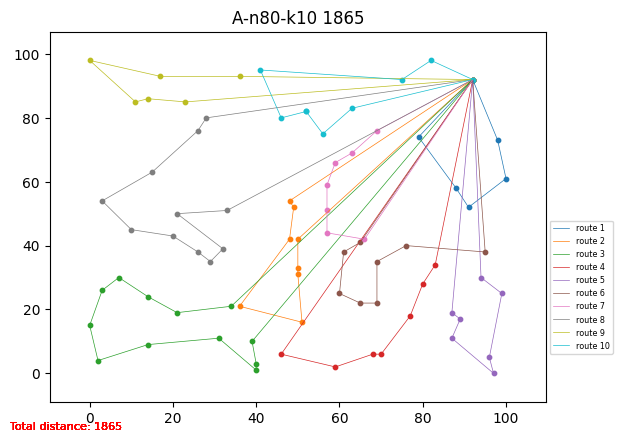 A-n80-k10 1865
100
80
60
40
20
0
0 20 40 60 80 100
route 1
route 2
route 3
route 4
route 5
route 6
route 7
route 8
route 9
route 10
Total distance: 1865